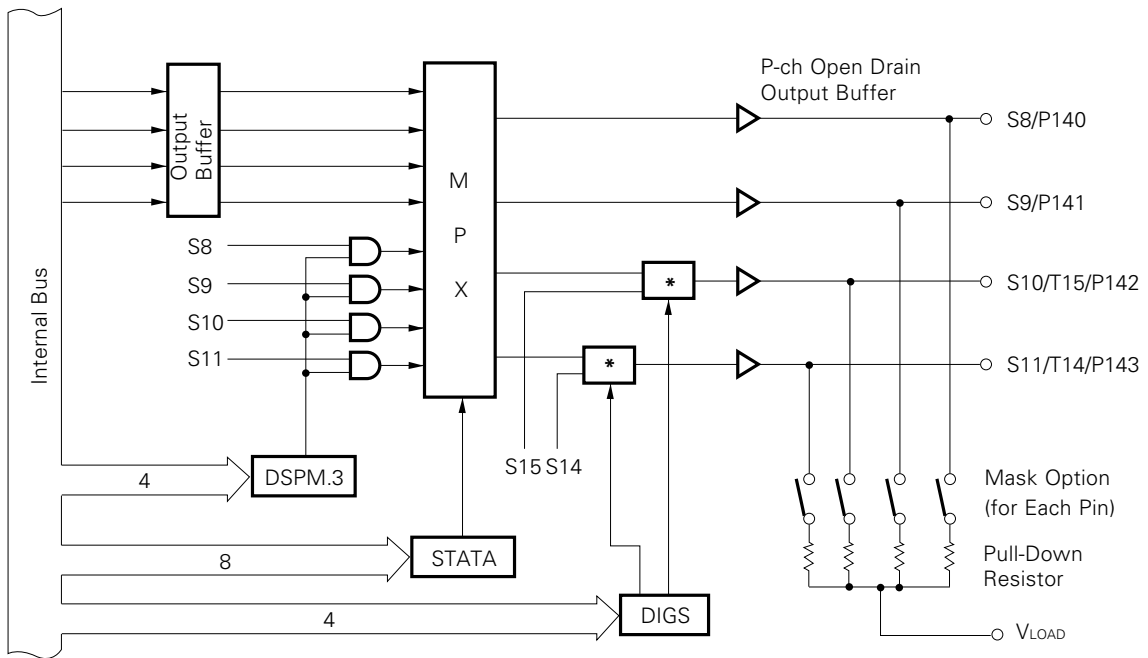 P-ch Open Drain
Output Buffer
Output
Buffer
S8/P140
M
P
X
S9/P141
S8
S9
*
S10/T15/P142
S10
S11
*
S11/T14/P143
Internal Bus
S15 S14
4
DSPM.3
Mask Option
(for Each Pin)
8
STATA
Pull-Down
Resistor
4
DIGS
VLOAD